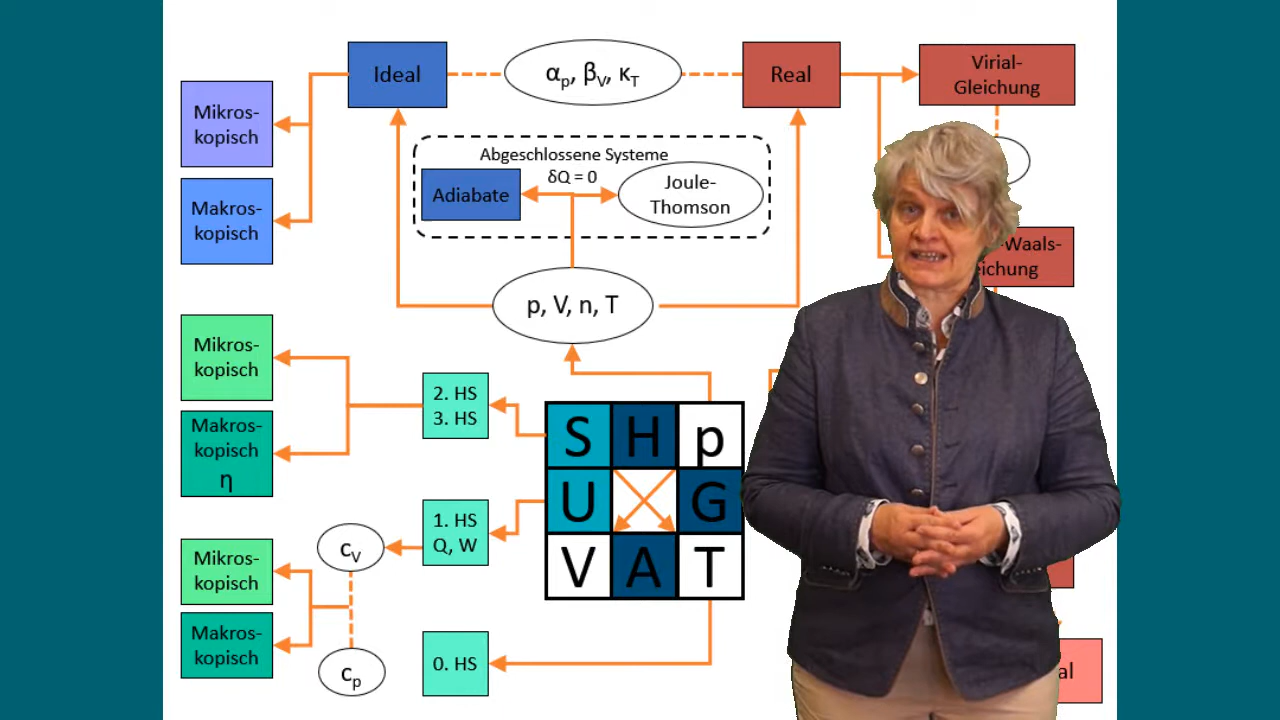 Ideal
αp, βV, κT
Real
Virial-
Gleichung
Mikros-
kopisch
Makros-
kopisch
Abgeschlossene Systeme
δQ = 0
Adiabate
Joule-
Thomson
-Waals-
p, V, n, T
Mikros-
kopisch
Makros-
kopisch
η
2. HS
3. HS
S H p
U G
V A T
1. HS
Q, W
cV
Mikros-
kopisch
Makros-
kopisch
cp
0. HS